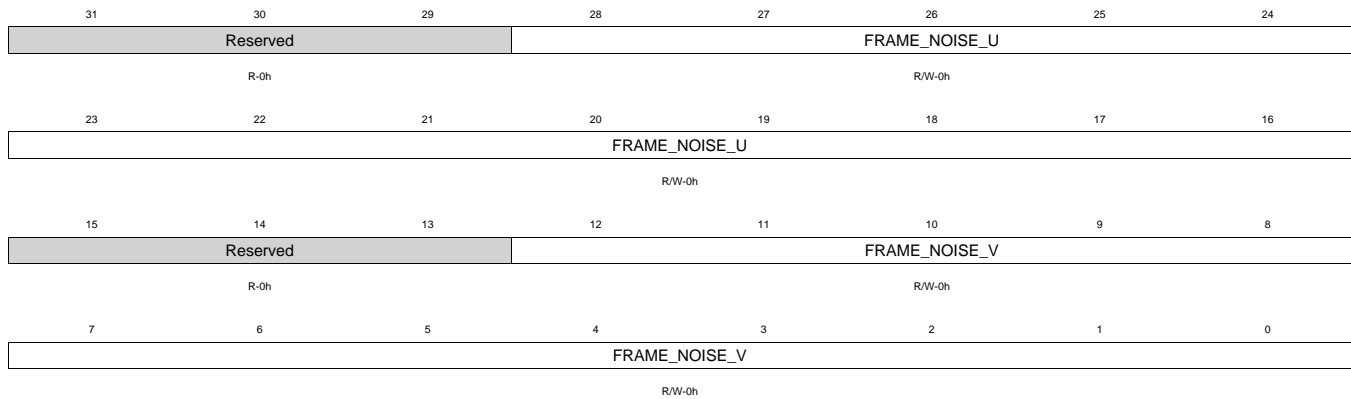 31 30 29 28 27 26 25 24
Reserved FRAME_NOISE_U
R-0h R/W-0h
23 22 21 20 19 18 17 16
FRAME_NOISE_U
R/W-0h
15 14 13 12 11 10 9 8
Reserved FRAME_NOISE_V
R-0h R/W-0h
7 6 5 4 3 2 1 0
FRAME_NOISE_V
R/W-0h